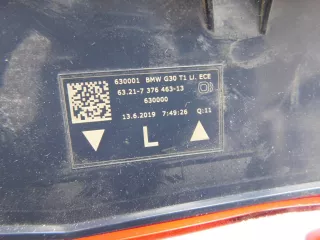 630001 BMW G30 T1 LI. ECE
63.21-7 376 463-13
630000
13.6.2019 7:49:26 Q:11
L